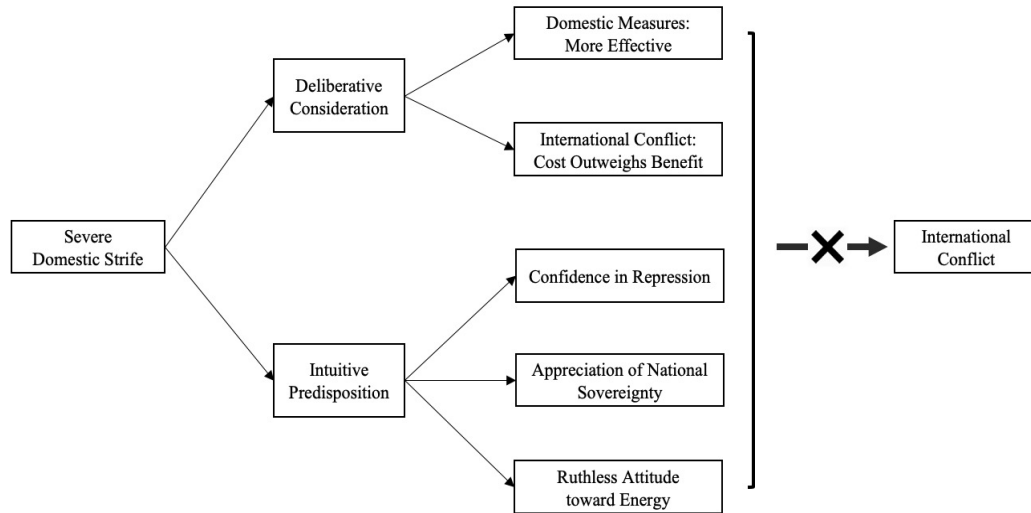 Domestic Measures:
More Effective
Deliberative
Consideration
International Conflict:
Cost Outweighs Benefit
Severe
Domestic Strife
International
Conflict
Confidence in Repression
Intuitive
Predisposition
Appreciation of National
Sovereignty
Ruthless Attitude
toward Energy